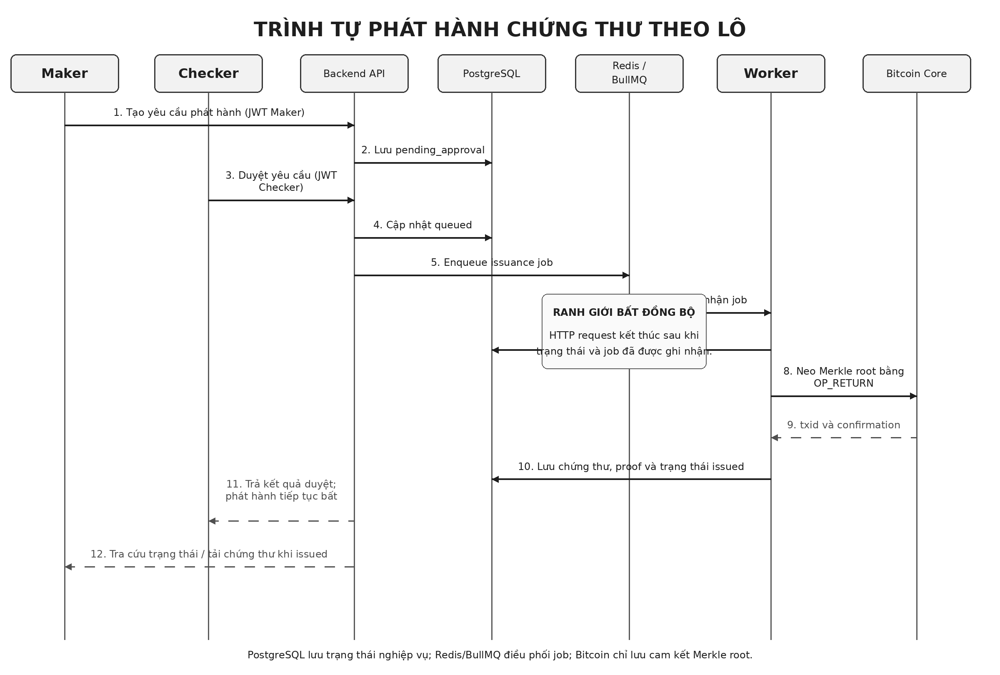 TRÌNH TỰ PHÁT HÀNH CHỨNG THƯ THEO LÔ
Maker
Checker
Backend API
PostgreSQL
Redis /
BullMQ
Worker
Bitcoin Core
1. Tạo yêu cầu phát hành (JWT Maker)
2. Lưu pending_approval
3. Duyệt yêu cầu (JWT
Checker)
4. Cập nhật queued
5. Enqueue issuance job
nhận job
RANH GIỚI BẤT ĐỒNG BỘ
HTTP request kết thúc sau khi
trạng thái và job đã được ghi nhận.
8. Neo Merkle root bằng
OP_RETURN
9. txid và confirmation
10. Lưu chứng thư, proof và trạng thái issued
11. Trả kết quả duyệt;
phát hành tiếp tục bất
12. Tra cứu trạng thái / tải chứng thư khi issued
PostgreSQL lưu trạng thái nghiệp vụ; Redis/BullMQ điều phối job; Bitcoin chỉ lưu cam kết Merkle root.